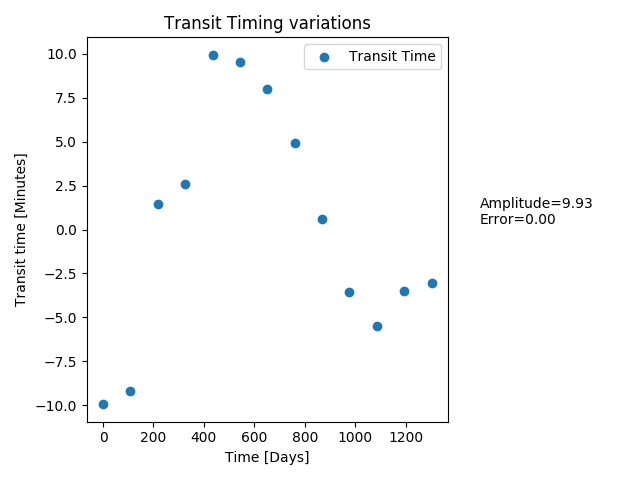 Transit Timing variations
Transit Time
10.0
7.5
5.0
2.5
0.0
−2.5
−5.0
−7.5
−10.0
Transit time [Minutes]
0 200 400 600 800 1000 1200
Time [Days]
Amplitude=9.93
Error=0.00